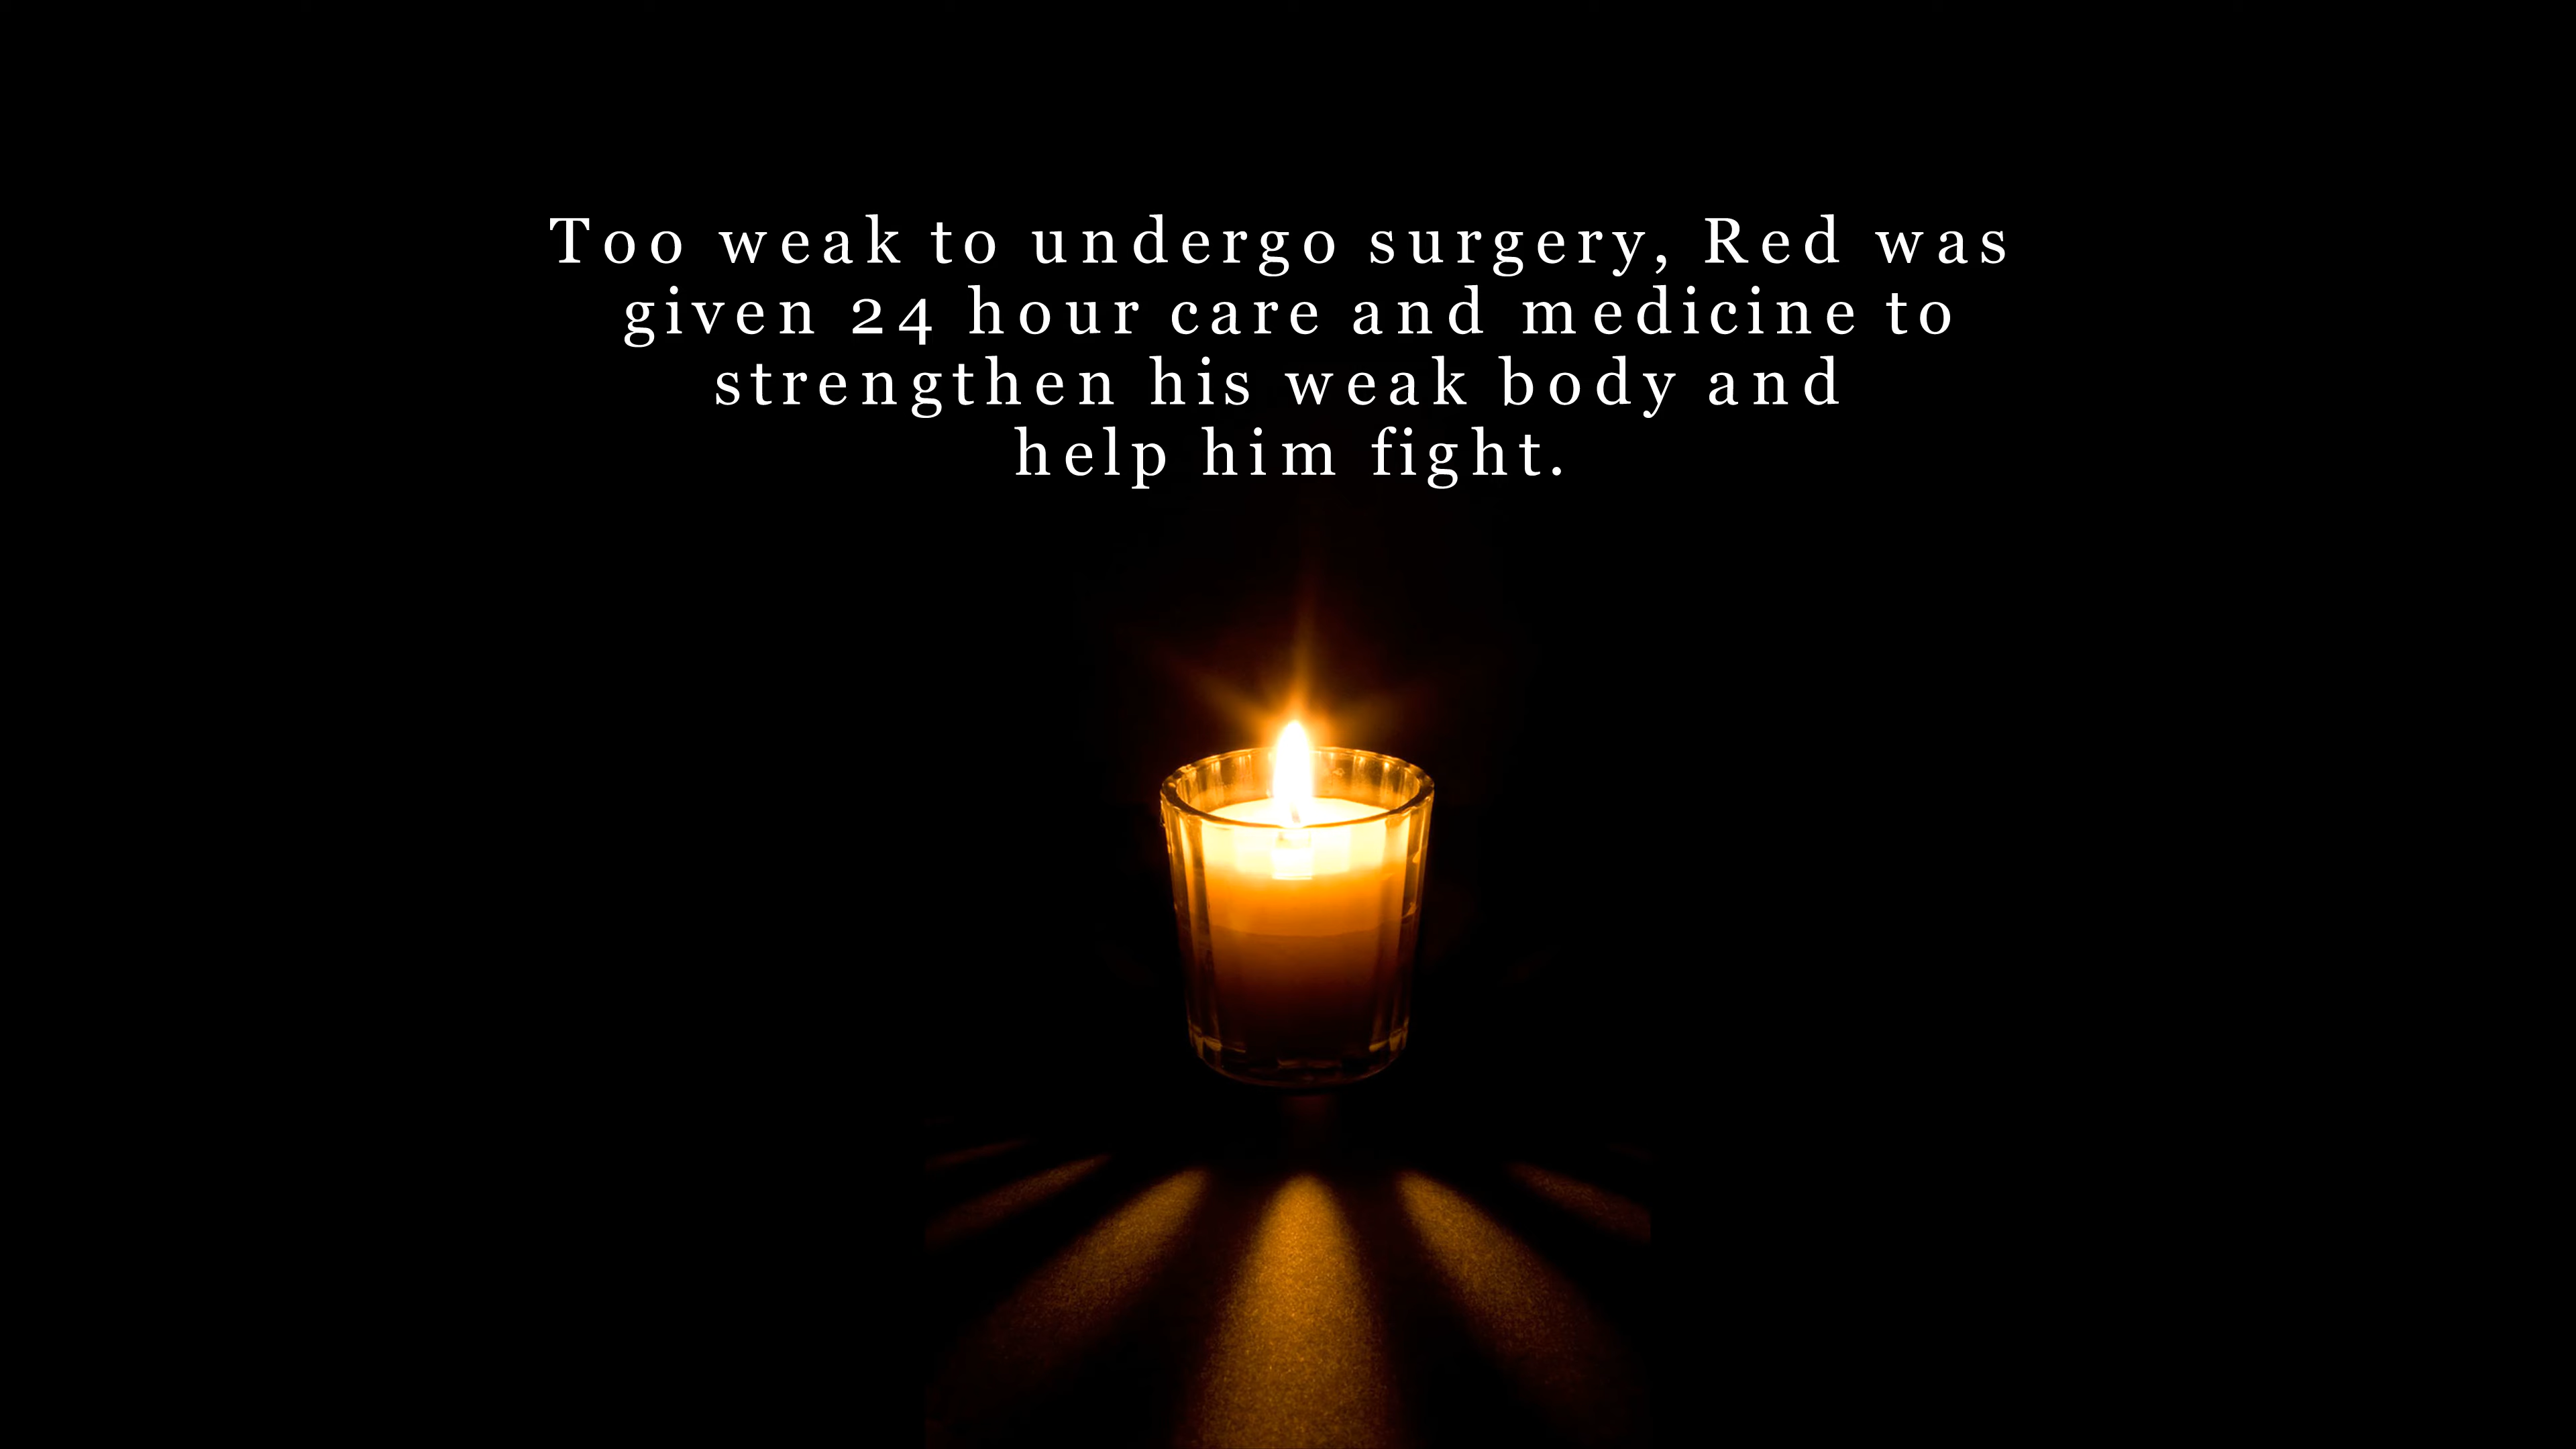 Too weak to undergo surgery, Red was
given 24 hour care and medicine to
strengthen his weak body and
help him fight.